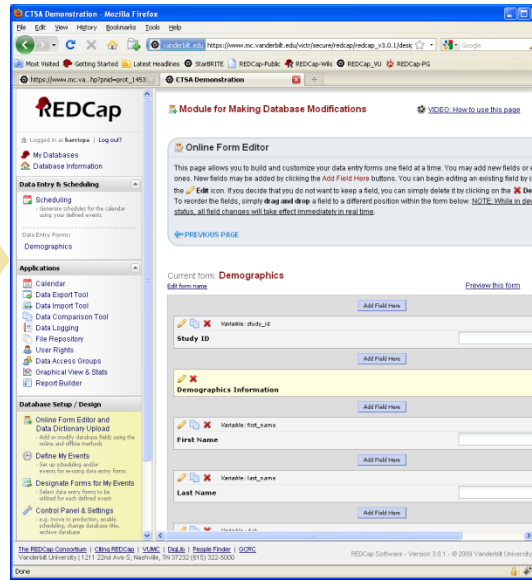 CTSA Demonstration - Mozilla Firefox
File Edit View History Bookmarks Tools Help
vanderbilt.edu https://www.mc.vanderbilt.edu/victr/secure/redcap/redcap_v3.0.1/desi Google
Most Visited Getting Started Latest Headlines StarBRITE REDCap-Public REDCap-Wiki REDCap_VU REDCap-PG
https://www.mc.va...hp?pnid=prot_1453 CTSA Demonstration
REDCap
Logged in as harrispa | Log out?
My Databases
Database Information
Data Entry & Scheduling
Scheduling
- Generate schedules for the calendar
using your defined events
Data Entry Forms:
Demographics
Applications
Calendar
Data Export Tool
Data Import Tool
Data Comparison Tool
Data Logging
File Repository
User Rights
Data Access Groups
Graphical View & Stats
Report Builder
Database Setup / Design
Online Form Editor and
Data Dictionary Upload
- Add or modify database fields using the
online and offline methods
Define My Events
- Set up scheduling and/or
events for re-using data entry forms
Designate Forms for My Events
- Select data entry forms to be
utilized for each defined event
Control Panel & Settings
- e.g. move to production, enable
scheduling, change database title,
archive database
Module for Making Database Modifications VIDEO: How to use this page
Online Form Editor
This page allows you to build and customize your data entry forms one field at a time. You may add new fields or e
ones. New fields may be added by clicking the Add Field Here buttons. You can begin editing an existing field by c
the Edit icon. If you decide that you do not want to keep a field, you can simply delete it by clicking on the De
To reorder the fields, simply drag and drop a field to a different position within the form below. NOTE: While in dev
status, all field changes will take effect immediately in real time.
PREVIOUS PAGE
Current form: Demographics
Edit form name Preview this form
Add Field Here
Variable: study_id
Study ID
Add Field Here
Demographics Information
Add Field Here
Variable: first_name
First Name
Add Field Here
Variable: last_name
Last Name
Add Field Here
The REDCap Consortium | Citing REDCap | VUMC | DigLib | People Finder | GCRC
Vanderbilt University | 1211 22nd Ave S, Nashville, TN 37232 (615) 322-5000
REDCap Software - Version 3.0.1 - © 2009 Vanderbilt University
Done